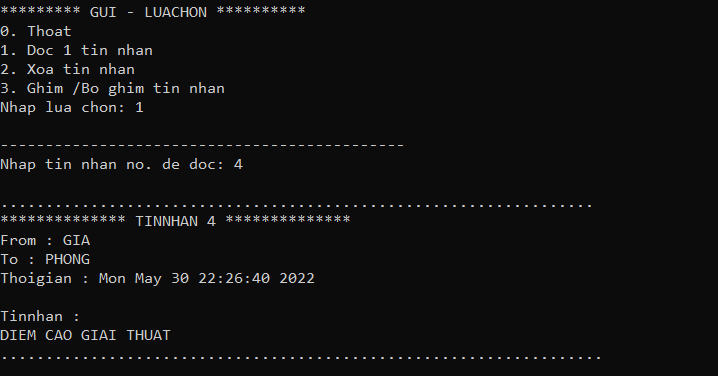 ********* GUI - LUACHON **********
0. Thoat
1. Doc 1 tin nhan
2. Xoa tin nhan
3. Ghim /Bo ghim tin nhan
Nhap lua chon: 1
---------------------------------------------
Nhap tin nhan no. de doc: 4
..................................................................
************** TINNHAN 4 **************
From : GIA
To : PHONG
Thoigian : Mon May 30 22:26:40 2022
Tinnhan :
DIEM CAO GIAI THUAT
...................................................................